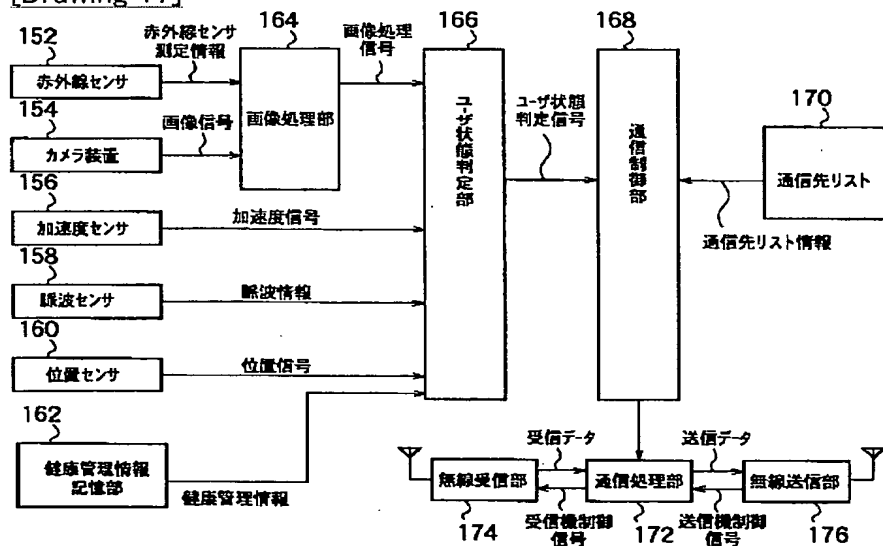 152
赤外線センサ
赤外線センサ
測定情報
164
画像処理部
画像処理
信号
166
ユーザ状態判定部
ユーザ状態
判定信号
168
通信制御部
170
通信先リスト
通信先リスト情報
154
カメラ装置
画像信号
156
加速度センサ
加速度信号
158
脈波センサ
脈波情報
160
位置センサ
位置信号
162
健康管理情報
記憶部
健康管理情報
受信データ
送信データ
無線受信部
通信処理部
無線送信部
174
受信機制御
信号
172
送信機制御
信号
176